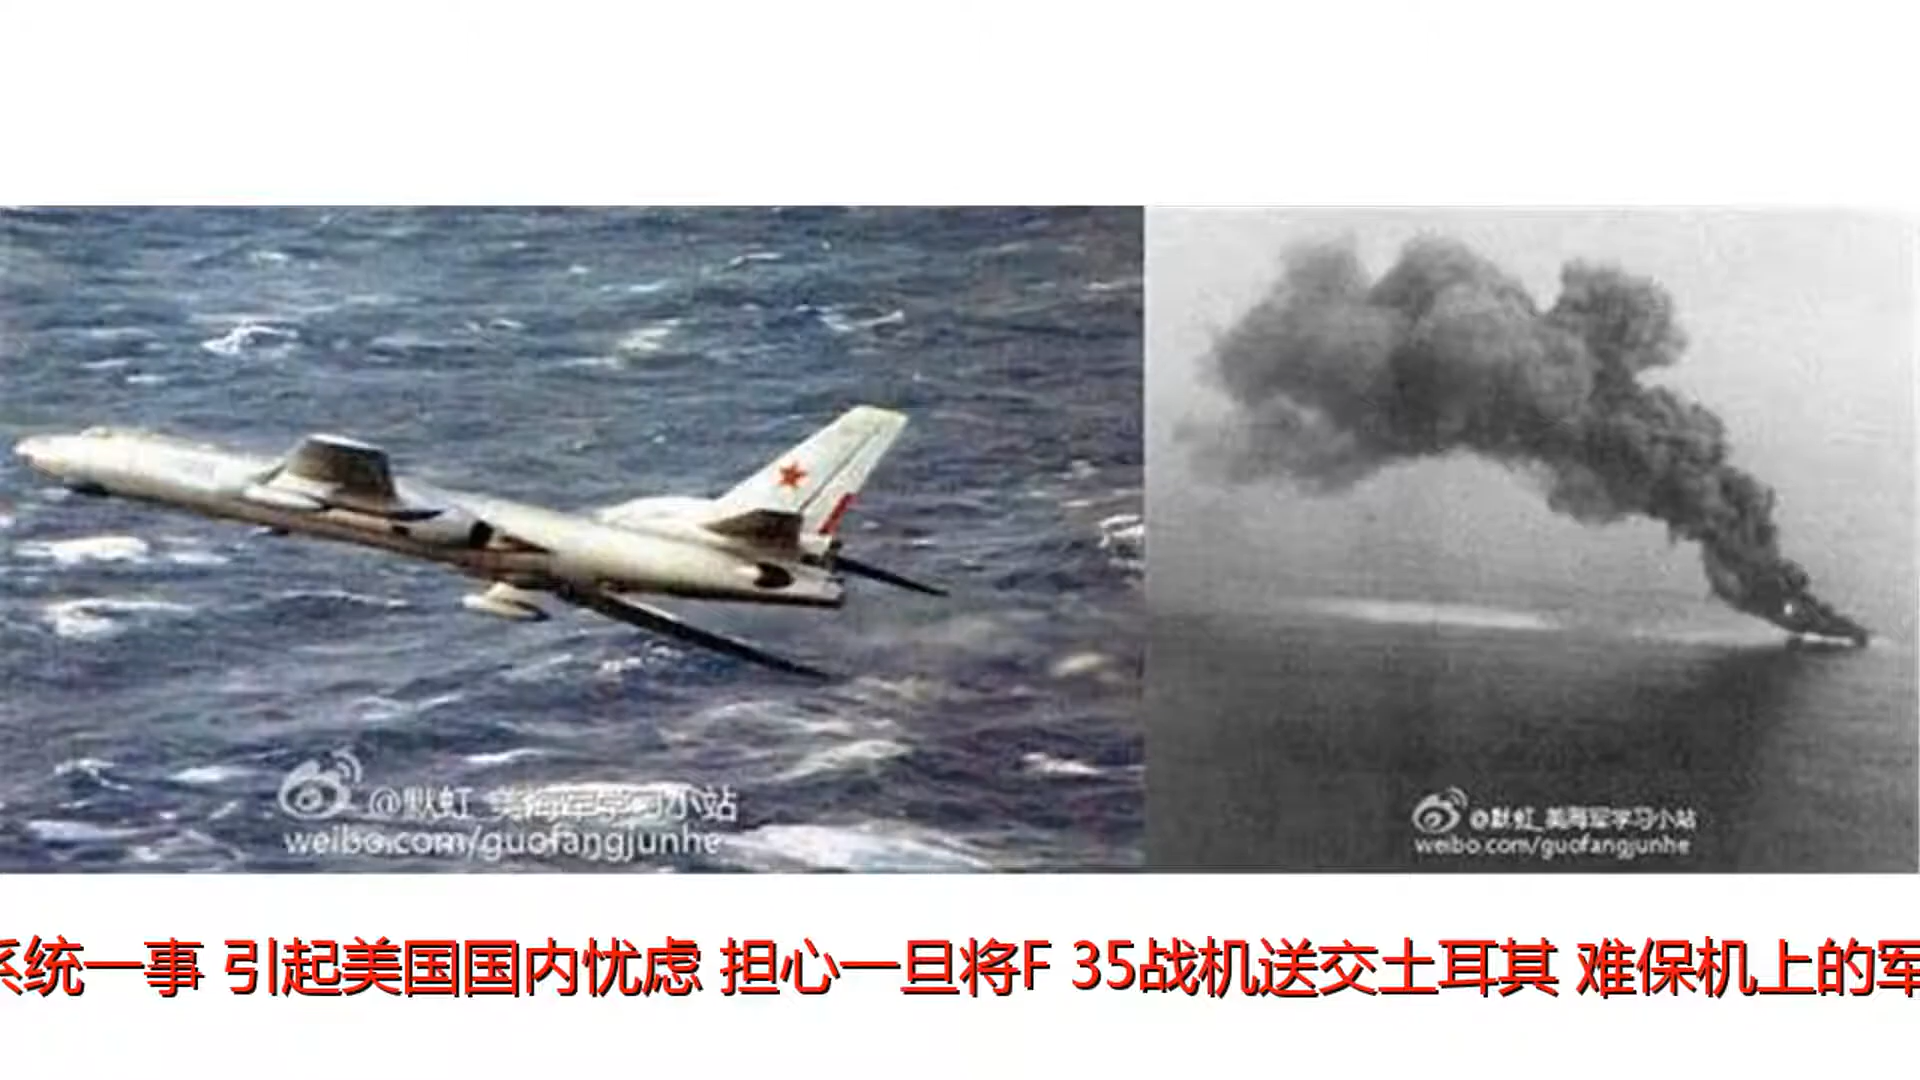 @默虹_美海军学习小站
weibo.com/guofangjunhe
@默虹_美海军学习小站
weibo.com/guofangjunhe
系统一事 引起美国国内忧虑 担心一旦将F 35战机送交土耳其 难保机上的军